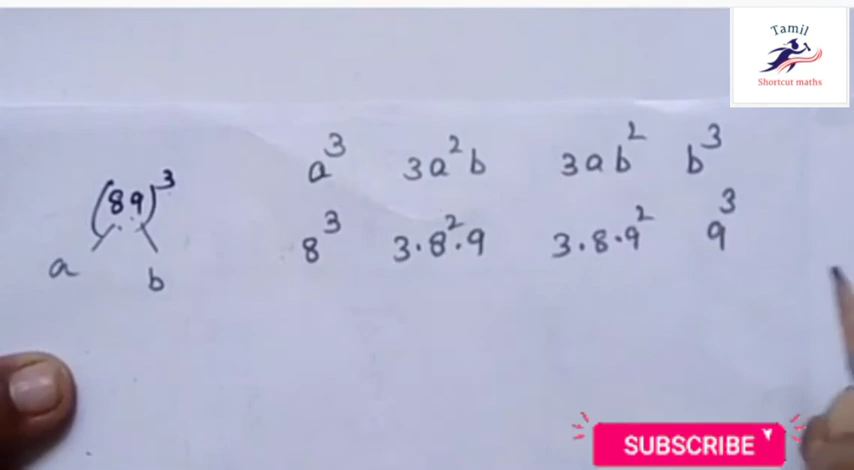 Tamil
Shortcut maths
a³ 3a²b 3ab² b³
(89)³
8³ 3·8²·9 3·8·9² 9³
a b
SUBSCRIBE